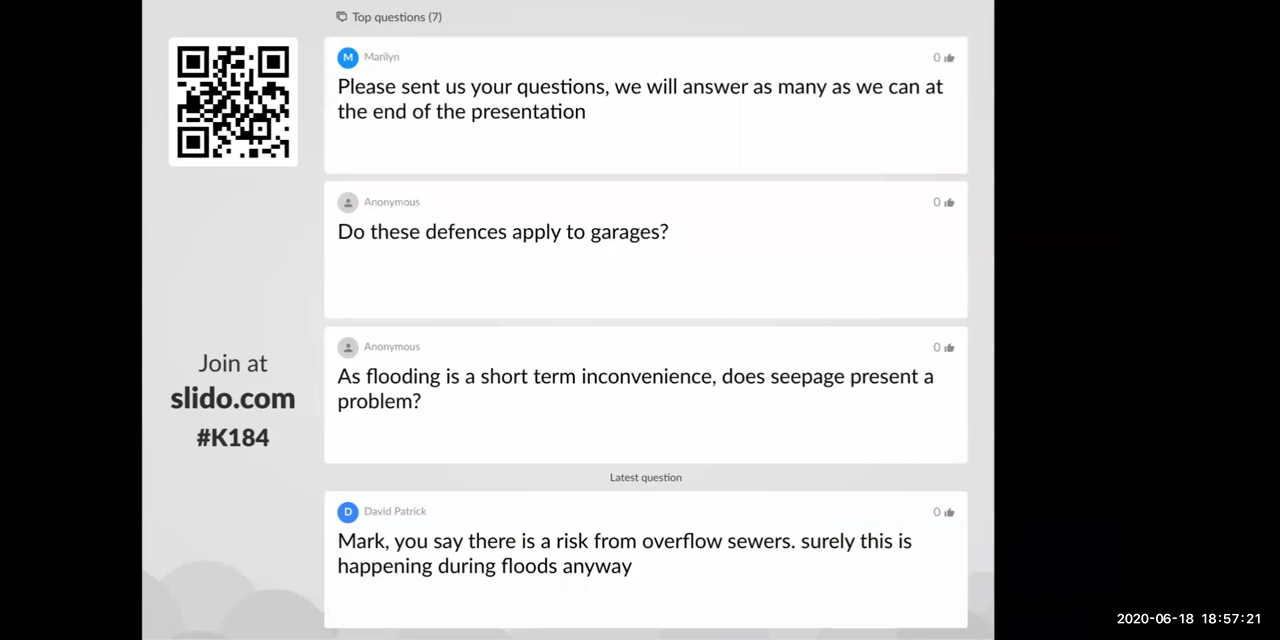 Top questions (7)
M Marilyn
0
Please sent us your questions, we will answer as many as we can at
the end of the presentation
Anonymous
0
Do these defences apply to garages?
Anonymous
0
As flooding is a short term inconvenience, does seepage present a
problem?
Join at
slido.com
#K184
Latest question
D David Patrick
0
Mark, you say there is a risk from overflow sewers. surely this is
happening during floods anyway
2020-06-18 18:57:21